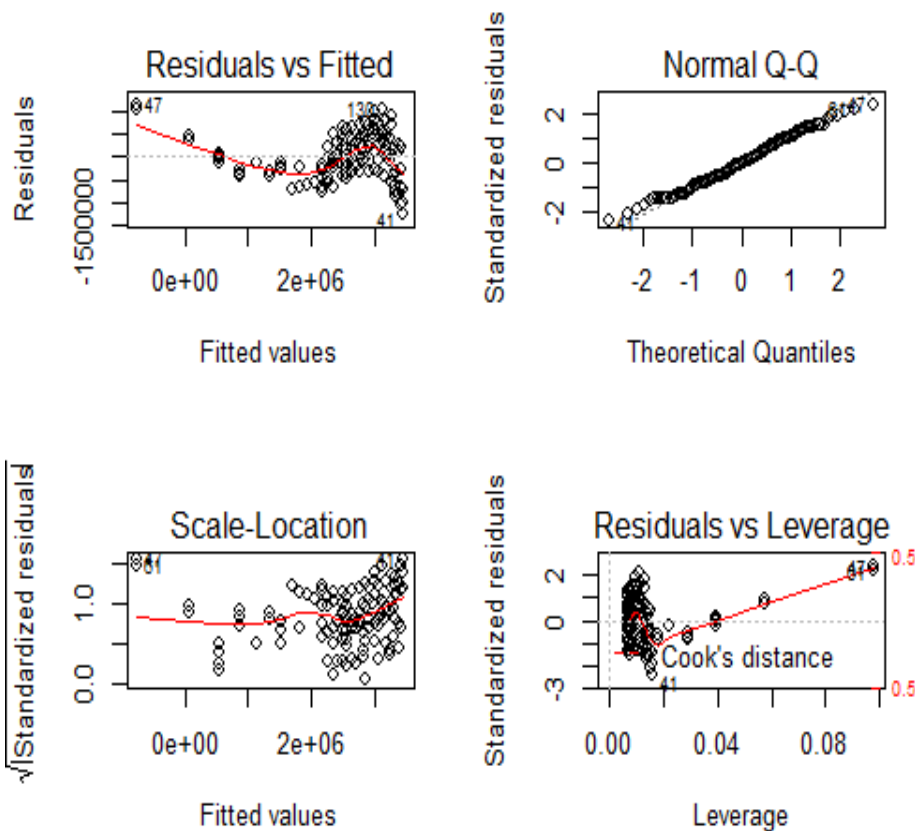 Residuals vs Fitted
Residuals
-1500000
47
130
41
0e+00 2e+06
Fitted values
Normal Q-Q
Standardized residuals
-2 0 2
41
47
-2 -1 0 1 2
Theoretical Quantiles
Scale-Location
√|Standardized residuals|
0.0 1.0
0e+00 2e+06
Fitted values
Residuals vs Leverage
Standardized residuals
-3 0 2
47
41
Cook's distance
0.5
0.5
0.00 0.04 0.08
Leverage